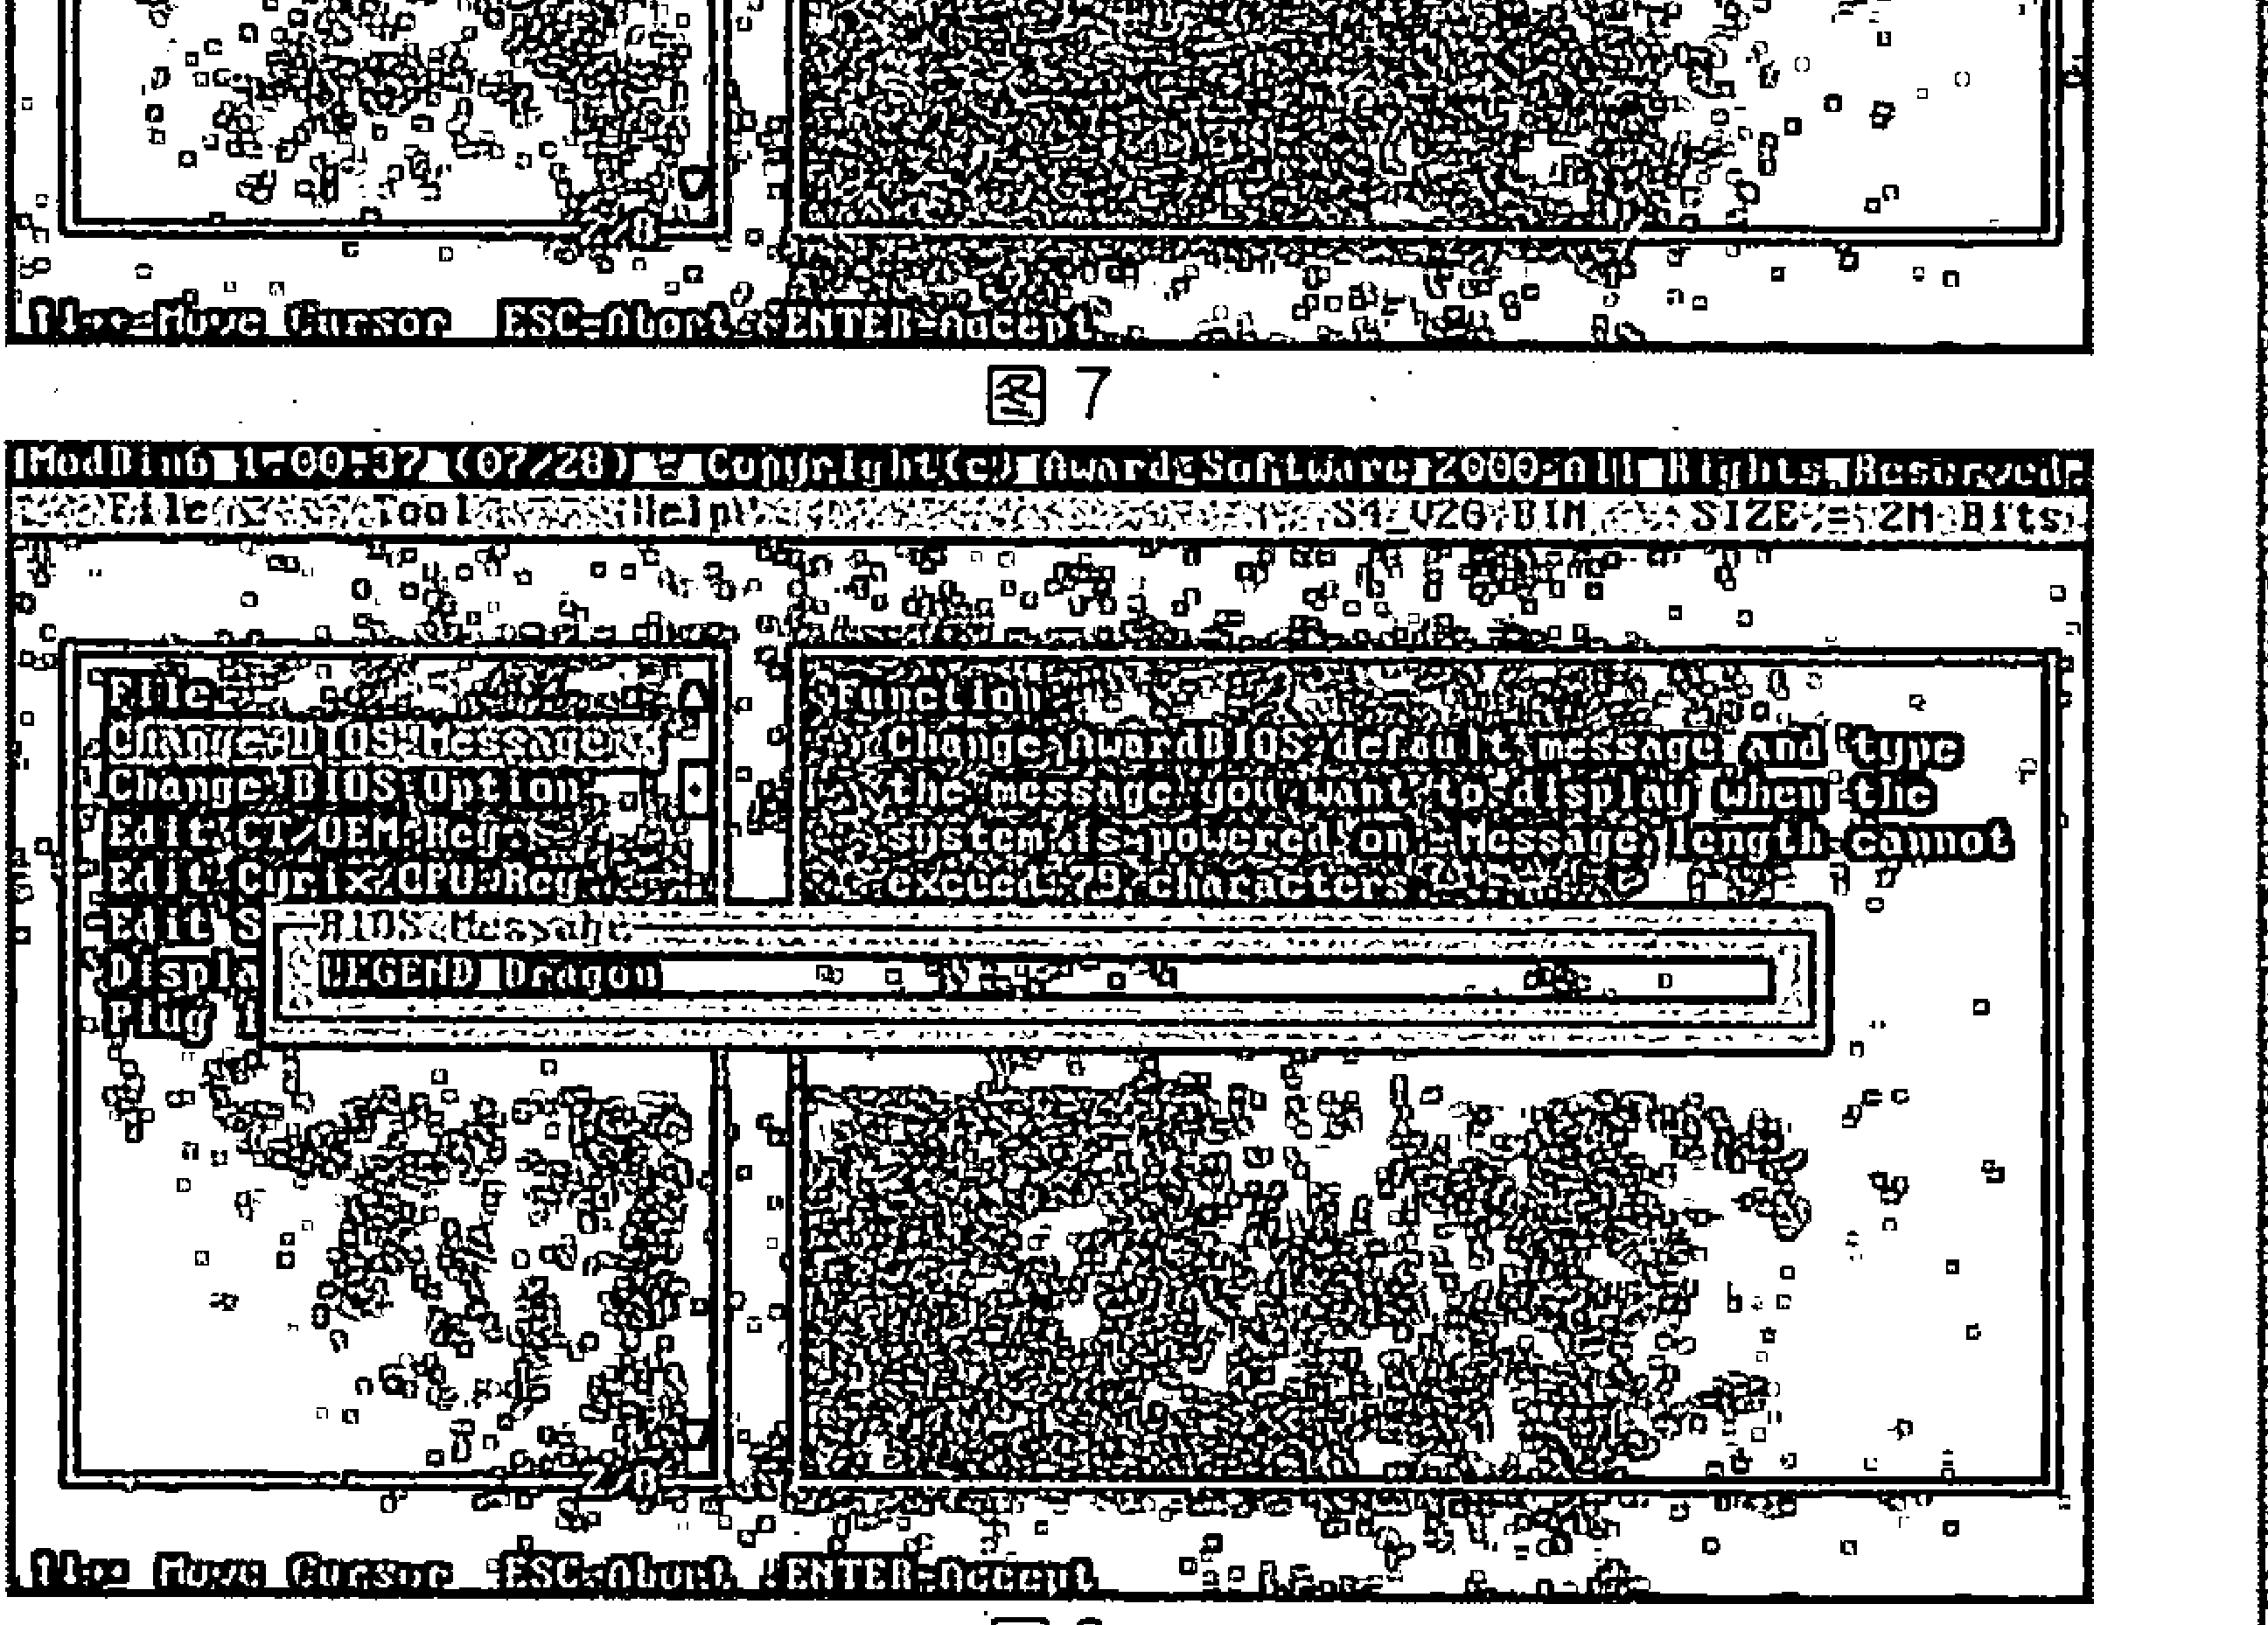 2/8
↑↓→←=Move Cursor ESC=Abort ENTER=Accept
图 7
ModBin6 1.00.37 (07/28) Copyright(c) Award Software 2000 All Rights Reserved.
File Tool Help S4_V2G.BIN SIZE = 2M Bits
File
Change BIOS Message
Change BIOS Option
Edit CT/OEM Reg.
Edit Cyrix CPU Reg.
Edit S
Displa
Plug i
Function:
Change AwardBIOS default message and type
the message you want to display when the
system is powered on. Message length cannot
exceed 79 characters.
BIOS Message
LEGEND Dragon
2/8
Move Cursor ESC=Abort ENTER=Accept